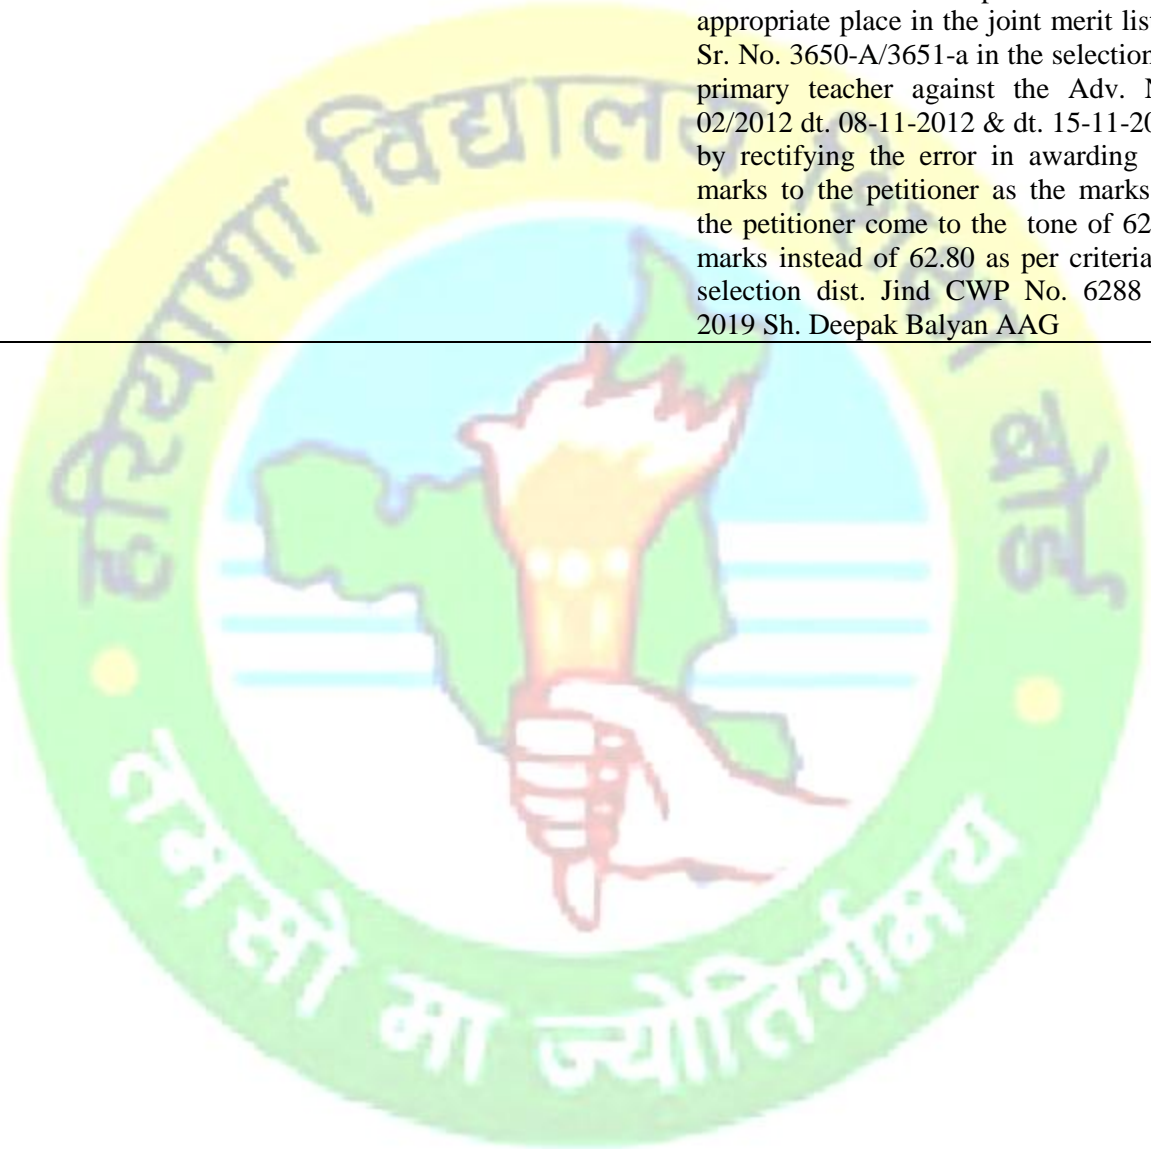 appropriate place in the joint merit lis
Sr. No. 3650-A/3651-a in the selection
primary teacher against the Adv.
02/2012 dt. 08-11-2012 & dt. 15-11-20
by rectifying the error in awarding
marks to the petitioner as the marks
the petitioner come to the tone of 62
marks instead of 62.80 as per criteria
selection dist. Jind CWP No. 6288
2019 Sh. Deepak Balyan AAG
हरियाणा विद्यालय शिक्षा बोर्ड
तमसो मा ज्योतिर्गमय